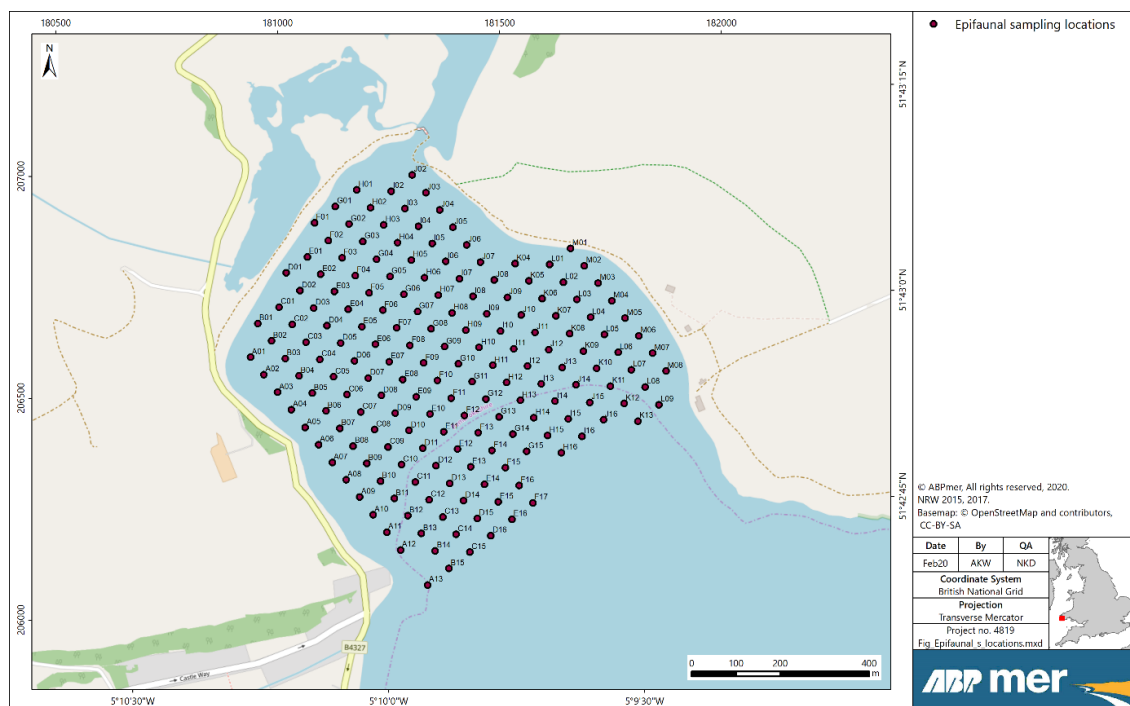 180500 181000 181500 182000
Epifaunal sampling locations
N
51°43'15"N
207000
J02
H01 I02 J03
G01 H02 I03 J04
F01 G02 H03 I04 J05
F02 G03 H04 I05 J06
M01
E01 F03 G04 H05 I06 J07 K04 L01 M02
D01 E02 F04 G05 H06 I07 J08 K05 L02 M03
D02 E03 F05 G06 H07 I08 J09 K06 L03 M04
51°43'0"N
C01 D03 E04 F06 G07 H08 I09 J10 K07 L04 M05
B01 C02 D04 E05 F07 G08 H09 I10 J11 K08 L05 M06
B02 C03 D05 E06 F08 G09 H10 I11 J12 K09 L06 M07
A01 B03 C04 D06 E07 F09 G10 H11 I12 J13 K10 L07 M08
A02 B04 C05 D07 E08 F10 G11 H12 I13 J14 K11 L08
206500
A03 B05 C06 D08 E09 F11 G12 H13 I14 J15 K12 L09
A04 B06 C07 D09 E10 F12 G13 H14 I15 J16 K13
A05 B07 C08 D10 E11 F13 G14 H15 I16
A06 B08 C09 D11 E12 F14 G15 H16
A07 B09 C10 D12 E13 F15
A08 B10 C11 D13 E14 F16
51°42'45"N
A09 B11 C12 D14 E15 F17
A10 B12 C13 D15 E16
A11 B13 C14 D16
A12 B14 C15
B15
A13
206000
B4327
Castle Way
0 100 200 400
m
5°10'30"W 5°10'0"W 5°9'30"W
© ABPmer, All rights reserved, 2020.
NRW 2015, 2017.
Basemap: © OpenStreetMap and contributors,
CC-BY-SA
Date By QA
Feb20 AKW NKD
Coordinate System
British National Grid
Projection
Transverse Mercator
Project no. 4819
Fig_Epifaunal_s_locations.mxd
ABPmer